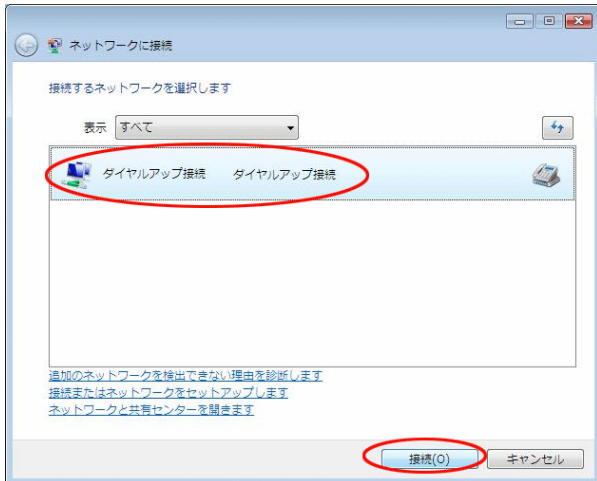 ネットワークに接続
接続するネットワークを選択します
表示 すべて
ダイヤルアップ接続 ダイヤルアップ接続
追加のネットワークを検出できない理由を診断します
接続またはネットワークをセットアップします
ネットワークと共有センターを開きます
接続(O) キャンセル